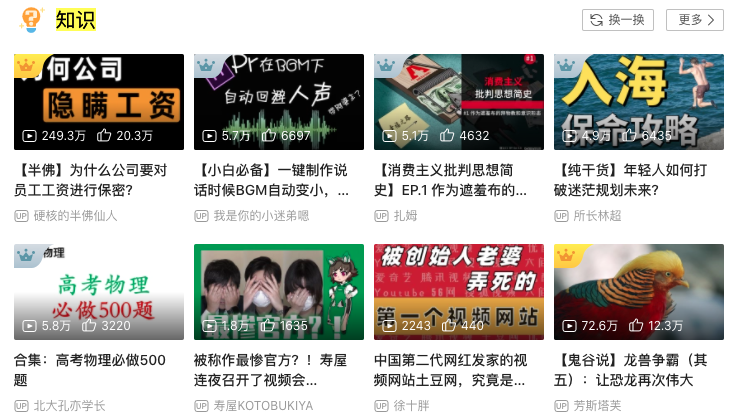 知识
换一换
更多
为何公司
隐瞒工资
249.3万
20.3万
Pr在BGM下
自动回避人声
5.7万
6697
#1
消费主义
批判思想简史
5.1万
4632
入海
保命攻略
4.9万
6435
【半佛】为什么公司要对
员工工资进行保密?
UP 硬核的半佛仙人
【小白必备】一键制作说
话时候BGM自动变小，...
UP 我是你的小迷弟嗯
【消费主义批判思想简
史】EP.1 作为遮羞布的...
UP 扎姆
【纯干货】年轻人如何打
破迷茫规划未来?
UP 所长林超
物理
高考物理
必做500题
5.8万
3220
最惨官方？！
1.8万
1635
被创始人老婆
弄死的
第一个视频网站
2243
440
72.6万
12.3万
合集：高考物理必做500
题
UP 北大孔亦学长
被称作最惨官方？！寿屋
连夜召开了视频会...
UP 寿屋KOTOBUKIYA
中国第二代网红发家的视
频网站土豆网，究竟是...
UP 徐十胖
【鬼谷说】龙兽争霸（其
五）：让恐龙再次伟大
UP 芳斯塔芙